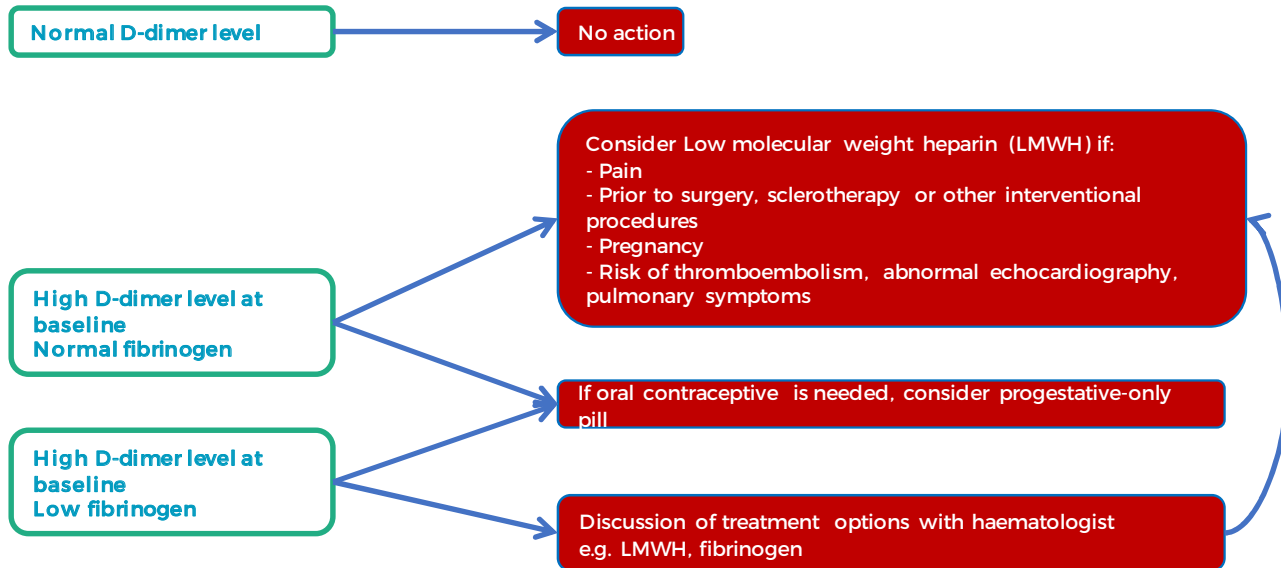 Normal D-dimer level
No action
Consider Low molecular weight heparin (LMWH) if:
- Pain
- Prior to surgery, sclerotherapy or other interventional
procedures
- Pregnancy
- Risk of thromboembolism, abnormal echocardiography,
pulmonary symptoms
High D-dimer level at
baseline
Normal fibrinogen
If oral contraceptive is needed, consider progestative-only
pill
High D-dimer level at
baseline
Low fibrinogen
Discussion of treatment options with haematologist
e.g. LMWH, fibrinogen